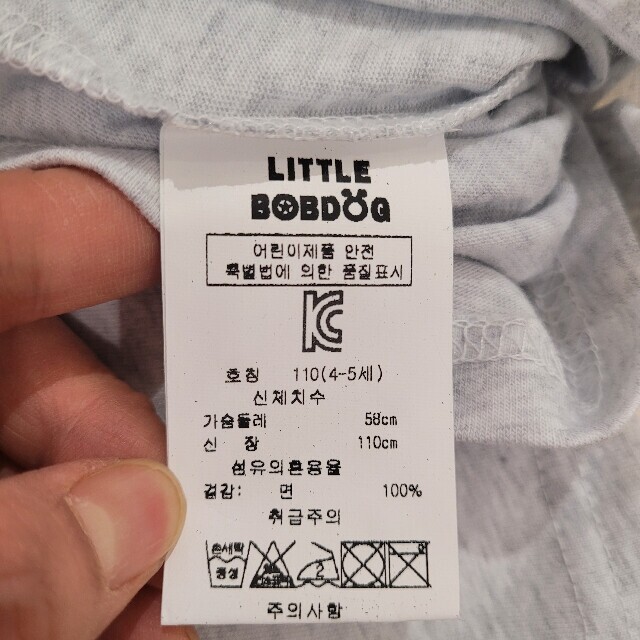 LITTLE
BOBDOG
어린이제품 안전
특별법에 의한 품질표시
KC
호칭 110(4-5세)
신체치수
가슴둘레 58cm
신 장 110cm
섬유의혼용율
겉감: 면 100%
취급주의
손세탁
중성
2
주의사항